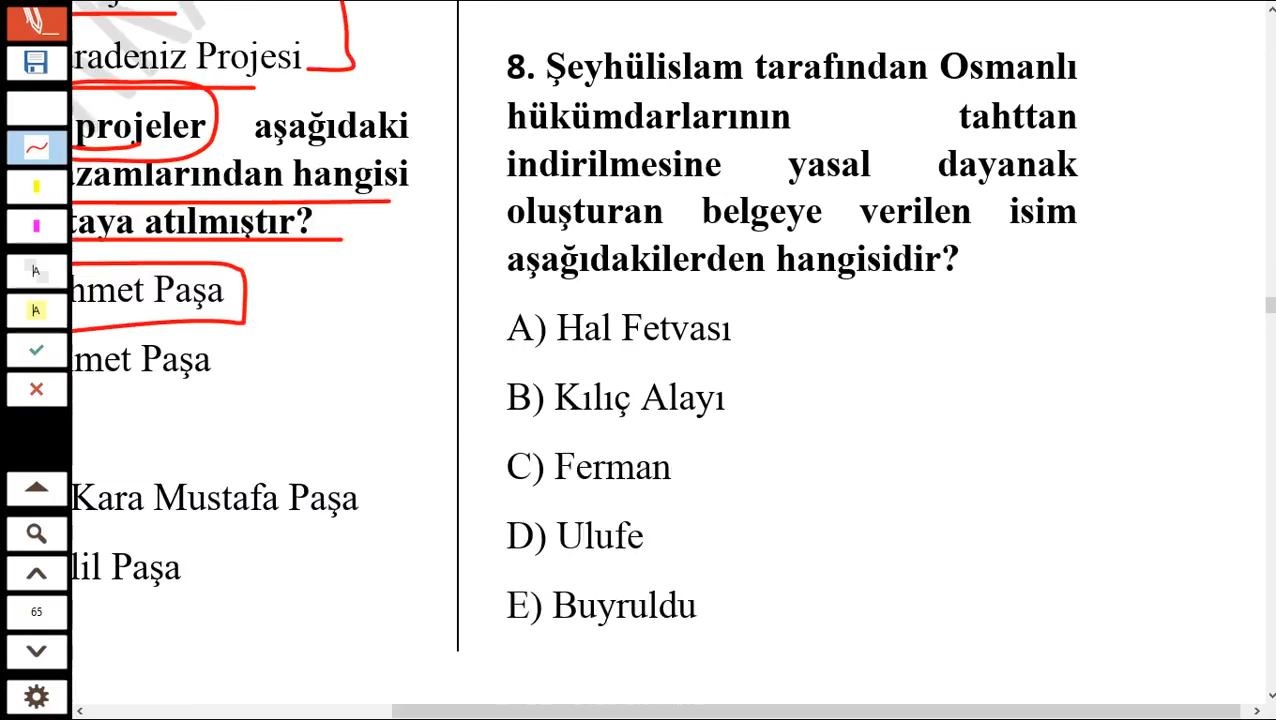 radeniz Projesi
projeler aşağıdaki
azamlarından hangisi
taya atılmıştır?
hmet Paşa
met Paşa
Kara Mustafa Paşa
lil Paşa
8. Şeyhülislam tarafından Osmanlı
hükümdarlarının tahttan
indirilmesine yasal dayanak
oluşturan belgeye verilen isim
aşağıdakilerden hangisidir?
A) Hal Fetvası
B) Kılıç Alayı
C) Ferman
D) Ulufe
E) Buyruldu
65